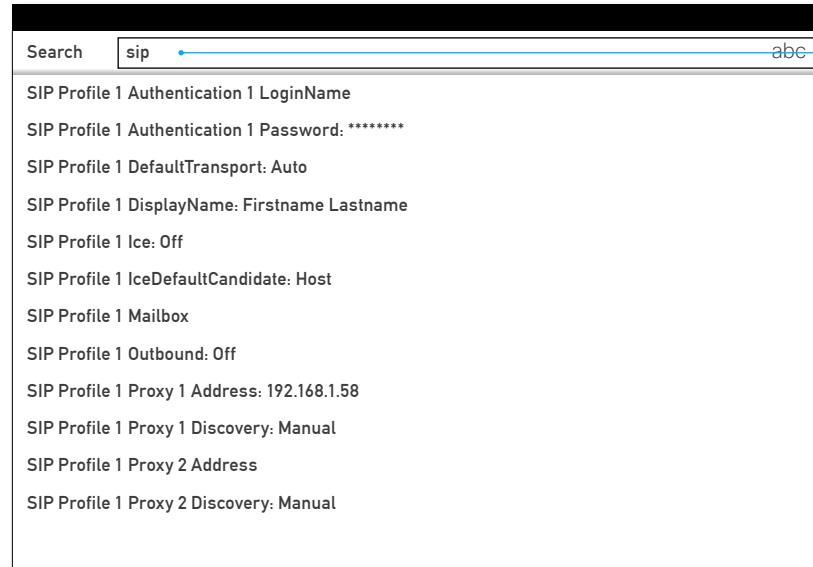 Search sip abc
SIP Profile 1 Authentication 1 LoginName
SIP Profile 1 Authentication 1 Password: ********
SIP Profile 1 DefaultTransport: Auto
SIP Profile 1 DisplayName: Firstname Lastname
SIP Profile 1 Ice: Off
SIP Profile 1 IceDefaultCandidate: Host
SIP Profile 1 Mailbox
SIP Profile 1 Outbound: Off
SIP Profile 1 Proxy 1 Address: 192.168.1.58
SIP Profile 1 Proxy 1 Discovery: Manual
SIP Profile 1 Proxy 2 Address
SIP Profile 1 Proxy 2 Discovery: Manual